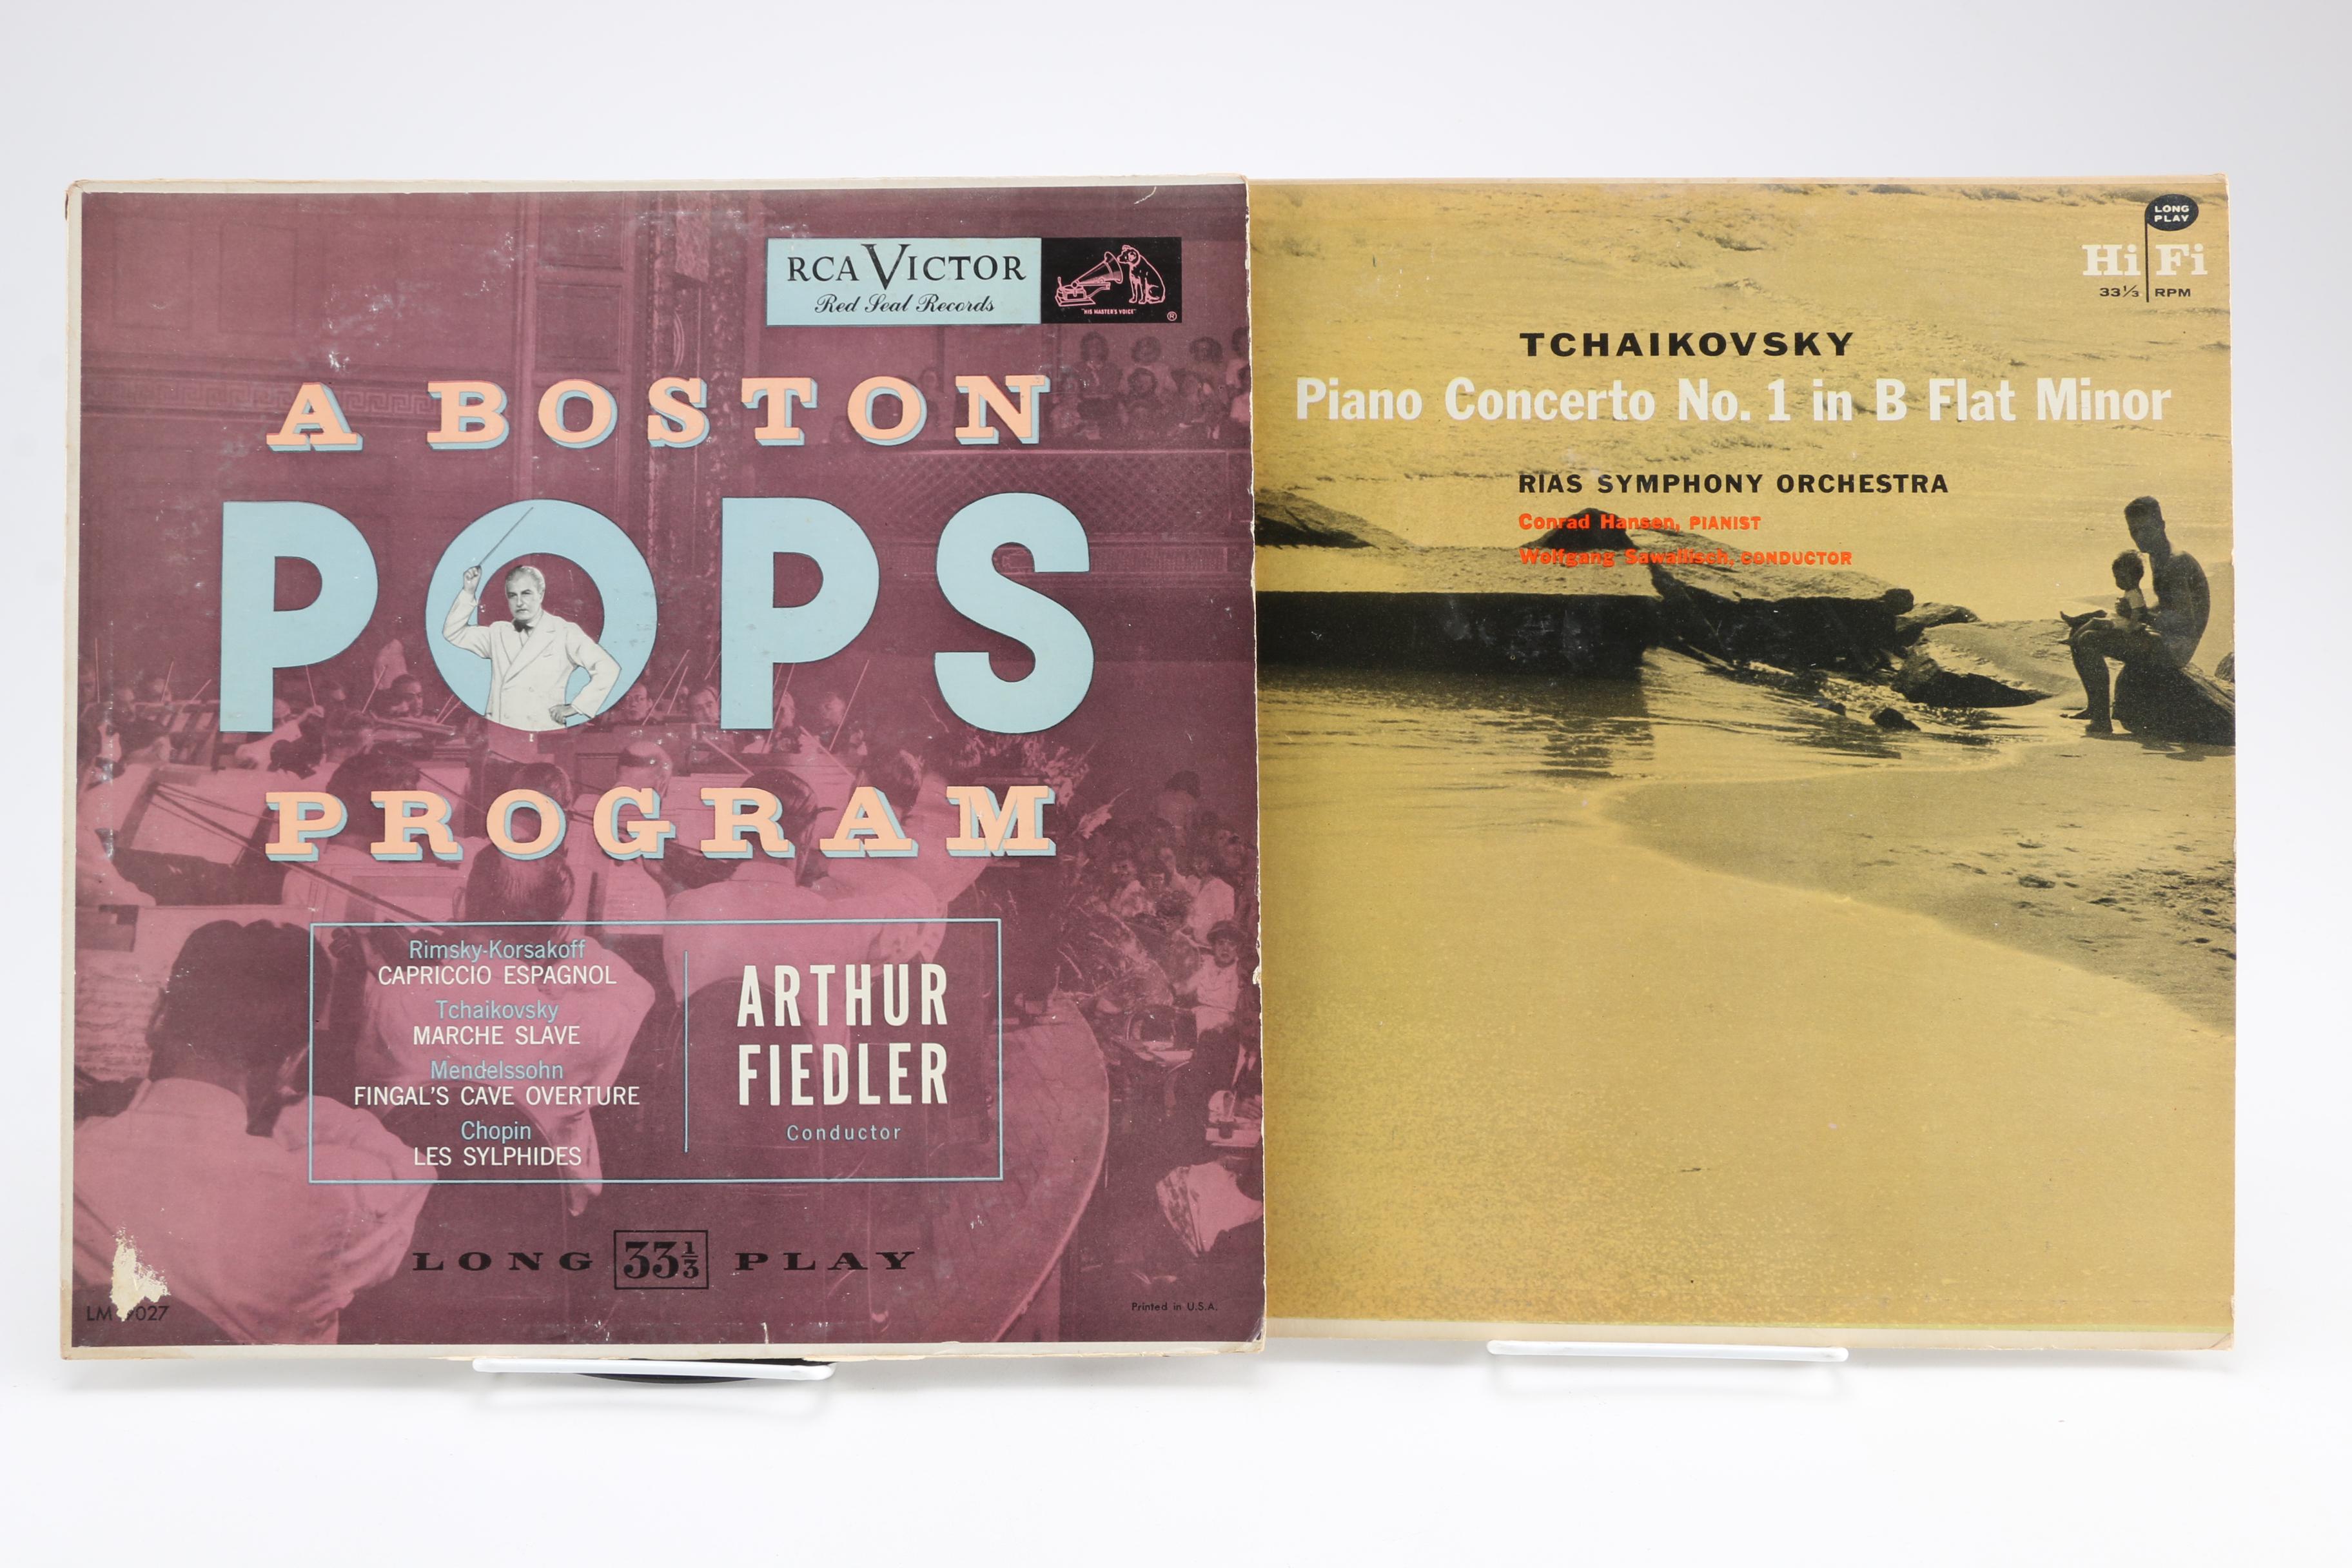 RCA VICTOR
Red Seal Records
"HIS MASTER'S VOICE"
®
A BOSTON
POPS
PROGRAM
Rimsky-Korsakoff
CAPRICCIO ESPAGNOL
Tchaikovsky
MARCHE SLAVE
Mendelssohn
FINGAL'S CAVE OVERTURE
Chopin
LES SYLPHIDES
ARTHUR
FIEDLER
Conductor
LONG 33⅓ PLAY
LM
027
Printed in U.S.A.
LONG
PLAY
Hi Fi
33⅓ RPM
TCHAIKOVSKY
Piano Concerto No. 1 in B Flat Minor
RIAS SYMPHONY ORCHESTRA
Conrad Hansen, PIANIST
Wolfgang Sawallisch, CONDUCTOR